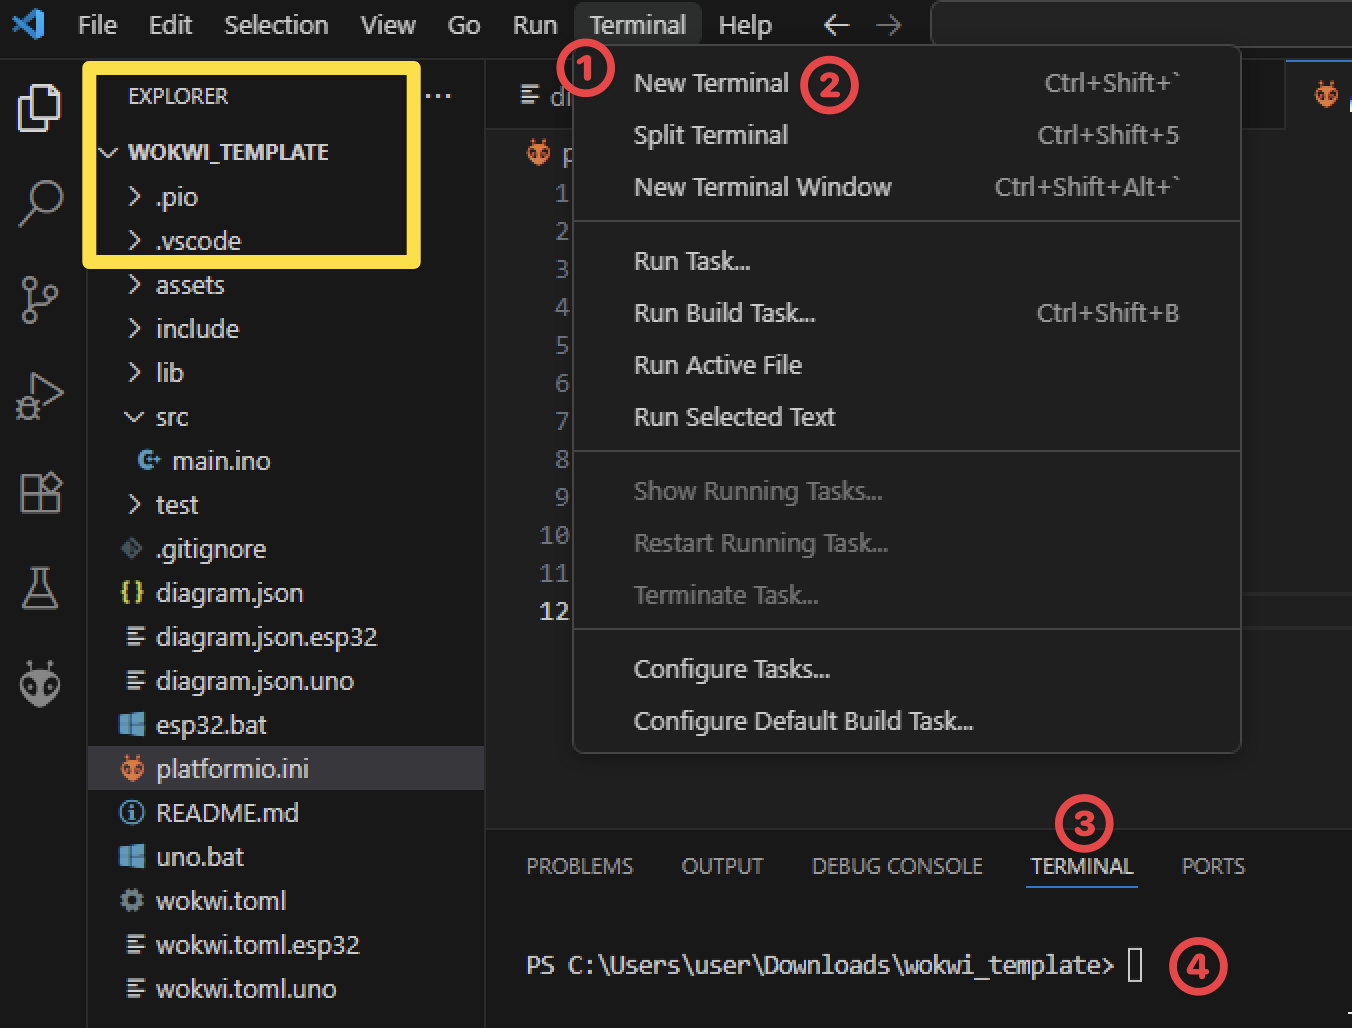 File Edit Selection View Go Run Terminal Help
EXPLORER
WOKWI_TEMPLATE
.pio
.vscode
assets
include
lib
src
main.ino
test
.gitignore
diagram.json
diagram.json.esp32
diagram.json.uno
esp32.bat
platformio.ini
README.md
uno.bat
wokwi.toml
wokwi.toml.esp32
wokwi.toml.uno
1
New Terminal 2 Ctrl+Shift+`
Split Terminal Ctrl+Shift+5
New Terminal Window Ctrl+Shift+Alt+`
Run Task...
Run Build Task... Ctrl+Shift+B
Run Active File
Run Selected Text
Show Running Tasks...
Restart Running Task...
Terminate Task...
Configure Tasks...
Configure Default Build Task...
1
2
3
4
5
6
7
8
9
10
11
12
3
PROBLEMS OUTPUT DEBUG CONSOLE TERMINAL PORTS
PS C:\Users\user\Downloads\wokwi_template> 4